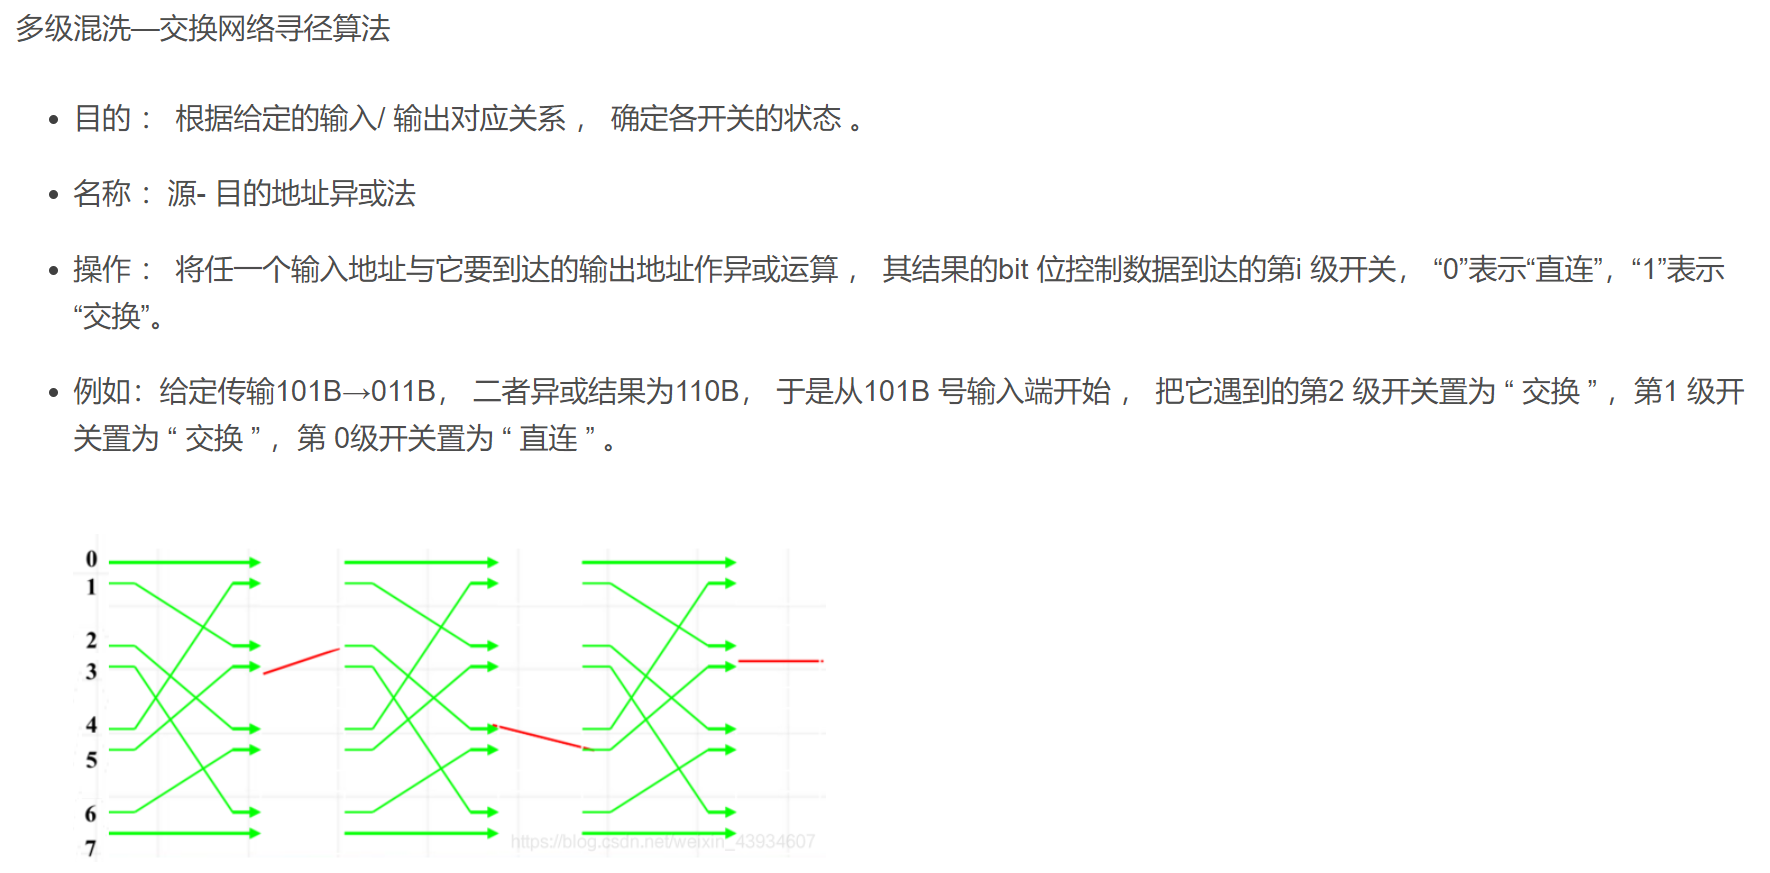 多级混洗—交换网络寻径算法
目的： 根据给定的输入/ 输出对应关系， 确定各开关的状态 。
名称： 源- 目的地址异或法
操作： 将任一个输入地址与它要到达的输出地址作异或运算， 其结果的bit 位控制数据到达的第i 级开关， “0”表示“直连”，“1”表示
“交换”。
例如：给定传输101B→011B， 二者异或结果为110B， 于是从101B 号输入端开始， 把它遇到的第2 级开关置为 “ 交换 ” ，第1 级开
关置为 “ 交换 ” ，第 0级开关置为 “ 直连 ” 。
0
1
2
3
4
5
6
7
https://blog.csdn.net/weixin_43934607